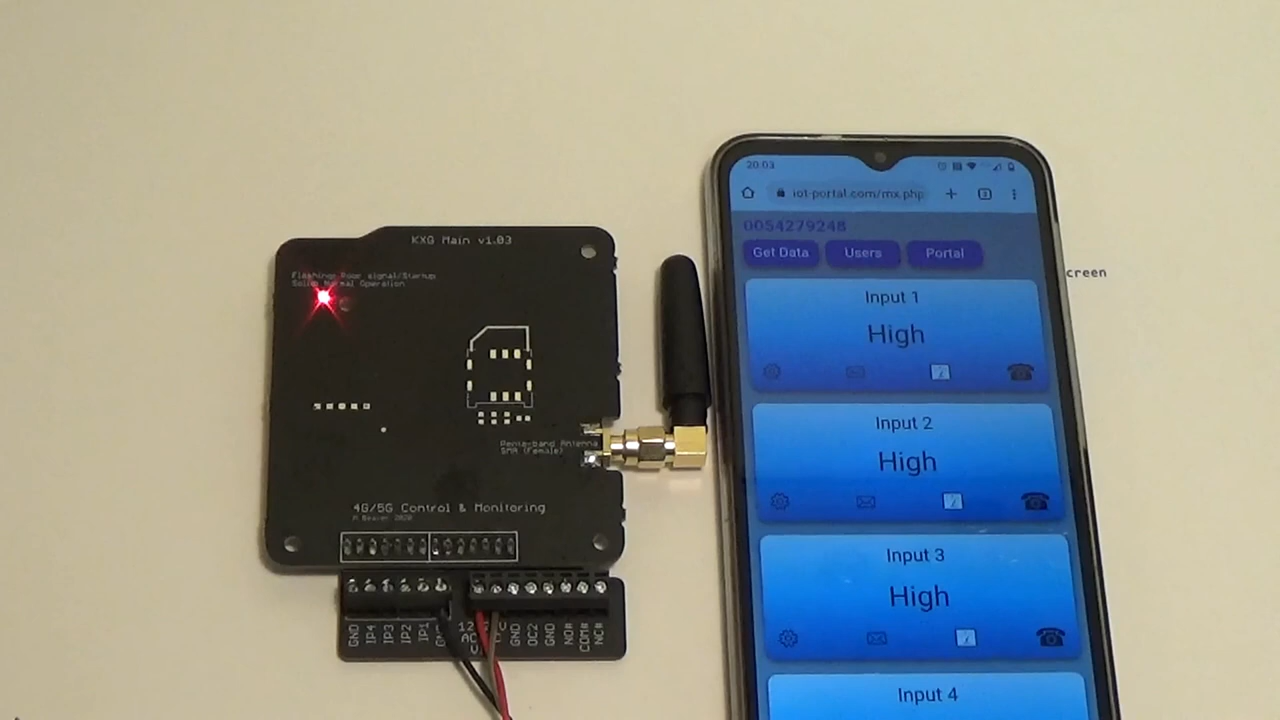 KXG Main v1.03
Flashing: Poor signal/Startup
Solid: Normal Operation
Penta-band Antenna
SMA (Female)
4G/5G Control & Monitoring
2020
GND IP4 IP3 IP2 IP1
GND OC2 GND NO# COM# NC#
20:03
iot-portal.com/mx.php
0054279248
Get Data Users Portal
Input 1
High
Input 2
High
Input 3
High
Input 4
creen